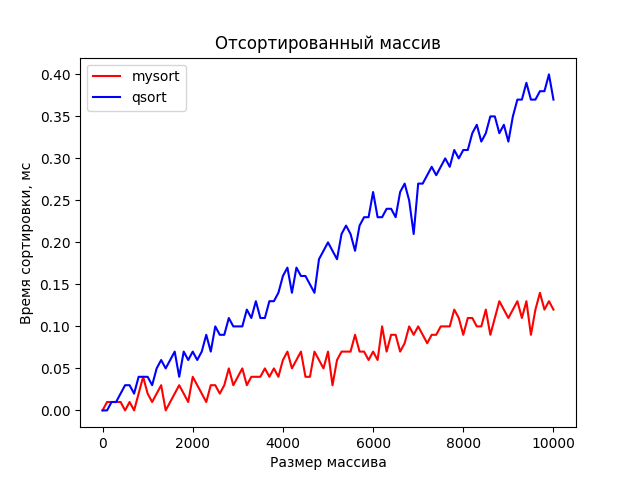 Отсортированный массив
mysort
qsort
Время сортировки, мс
0.40
0.35
0.30
0.25
0.20
0.15
0.10
0.05
0.00
0 2000 4000 6000 8000 10000
Размер массива